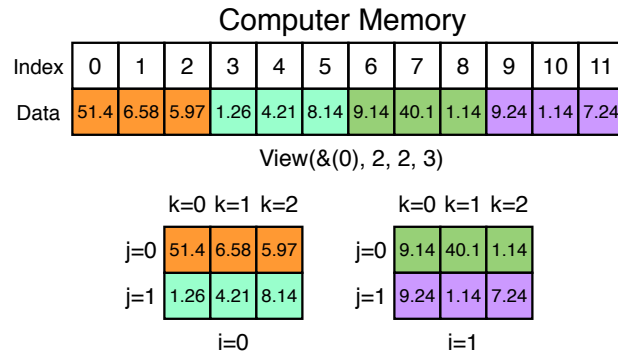 Computer Memory
Index 0 1 2 3 4 5 6 7 8 9 10 11
Data 51.4 6.58 5.97 1.26 4.21 8.14 9.14 40.1 1.14 9.24 1.14 7.24
View(&(0), 2, 2, 3)
k=0 k=1 k=2 k=0 k=1 k=2
j=0 51.4 6.58 5.97 j=0 9.14 40.1 1.14
j=1 1.26 4.21 8.14 j=1 9.24 1.14 7.24
i=0 i=1